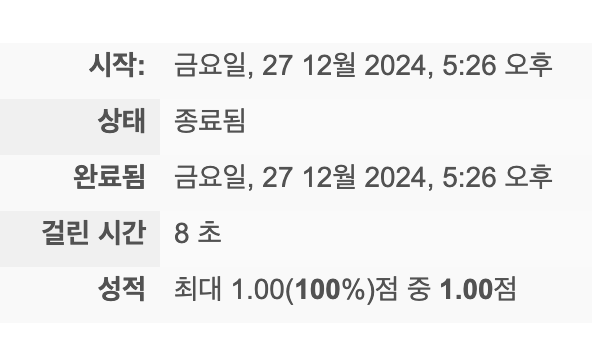 시작: 금요일, 27 12월 2024, 5:26 오후
상태 종료됨
완료됨 금요일, 27 12월 2024, 5:26 오후
걸린 시간 8 초
성적 최대 1.00(100%)점 중 1.00점